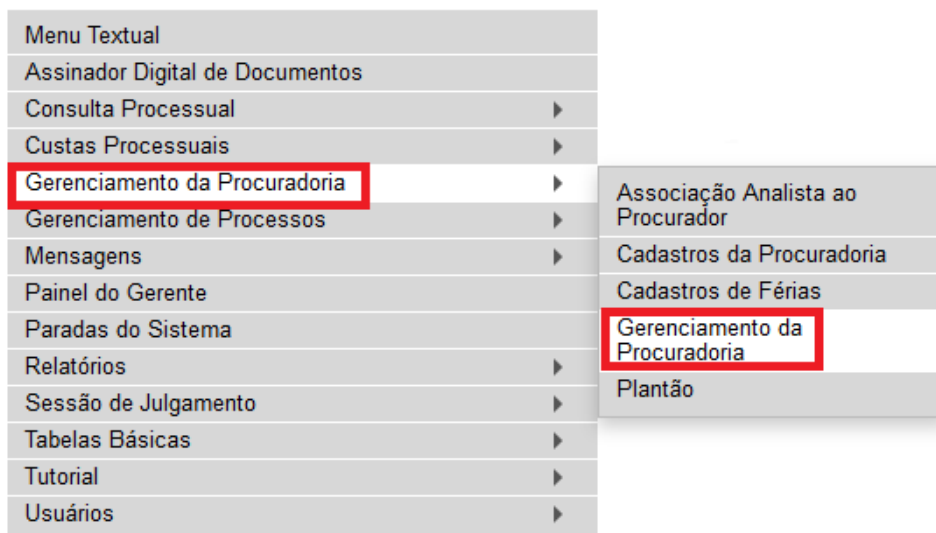 Menu Textual
Assinador Digital de Documentos
Consulta Processual
Custas Processuais
Gerenciamento da Procuradoria
Gerenciamento de Processos
Mensagens
Painel do Gerente
Paradas do Sistema
Relatórios
Sessão de Julgamento
Tabelas Básicas
Tutorial
Usuários
Associação Analista ao
Procurador
Cadastros da Procuradoria
Cadastros de Férias
Gerenciamento da
Procuradoria
Plantão